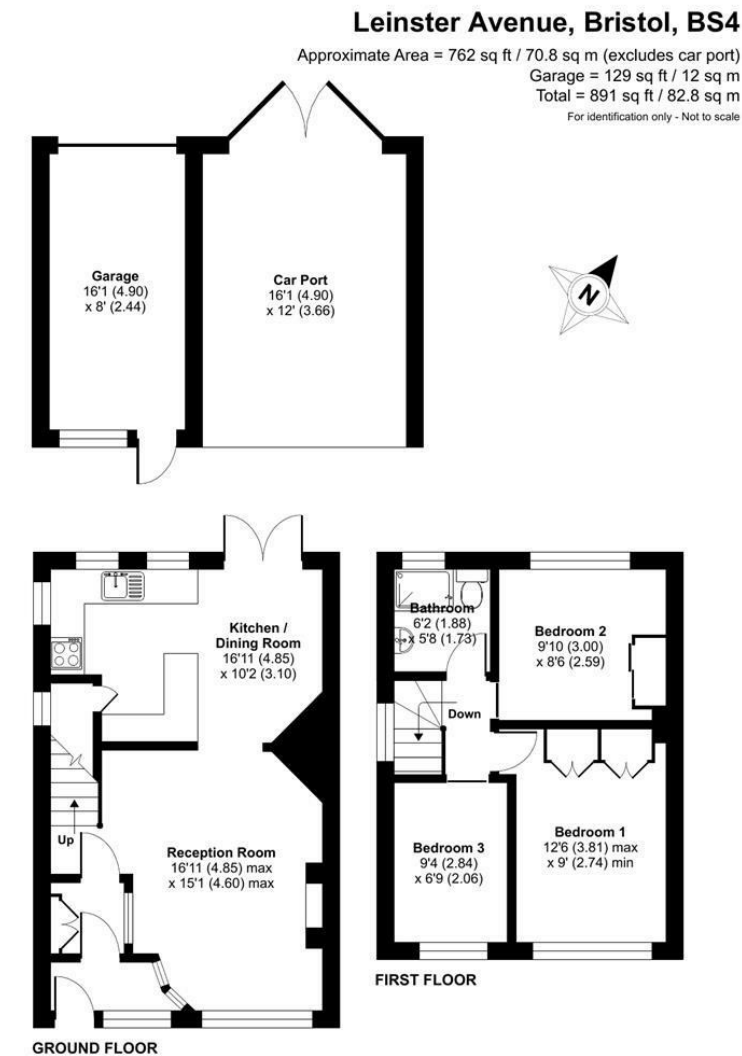 Leinster Avenue, Bristol, BS4
Approximate Area = 762 sq ft / 70.8 sq m (excludes car port)
Garage = 129 sq ft / 12 sq m
Total = 891 sq ft / 82.8 sq m
For identification only - Not to scale
Garage
16'1 (4.90)
x 8' (2.44)
Car Port
16'1 (4.90)
x 12' (3.66)
N
Kitchen /
Dining Room
16'11 (4.85)
x 10'2 (3.10)
Up
Reception Room
16'11 (4.85) max
x 15'1 (4.60) max
GROUND FLOOR
Bathroom
6'2 (1.88)
x 5'8 (1.73)
Bedroom 2
9'10 (3.00)
x 8'6 (2.59)
Down
Bedroom 3
9'4 (2.84)
x 6'9 (2.06)
Bedroom 1
12'6 (3.81) max
x 9' (2.74) min
FIRST FLOOR